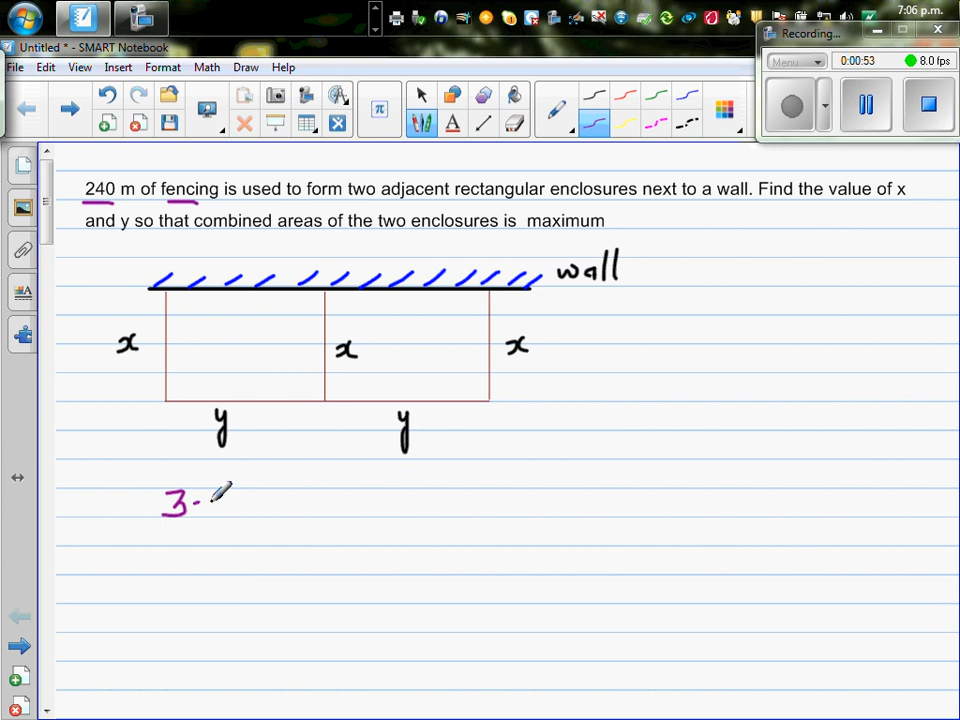 7:06 p.m.
Untitled * - SMART Notebook
Recording...
File Edit View Insert Format Math Draw Help
Menu
0:00:53
8.0 fps
240 m of fencing is used to form two adjacent rectangular enclosures next to a wall. Find the value of x
and y so that combined areas of the two enclosures is maximum
wall
x x x
y y
3-